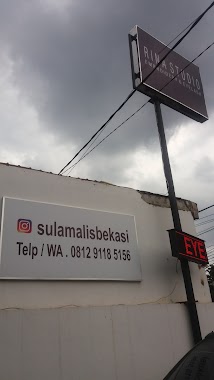 RINA STUDIO
sulamalisbekasi
Telp / WA . 0812 9118 5156
EYE